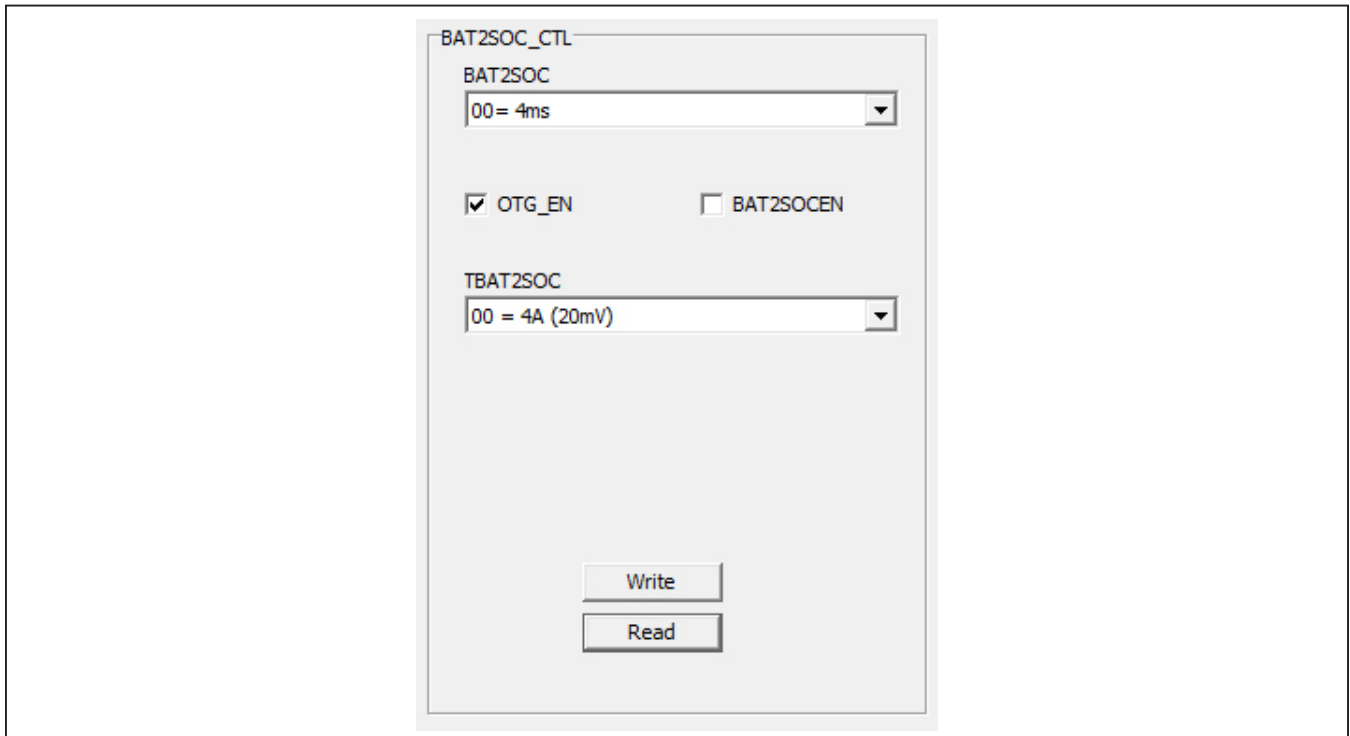 BAT2SOC_CTL
BAT2SOC
00= 4ms
OTG_EN BAT2SOCEN
TBAT2SOC
00 = 4A (20mV)
Write
Read